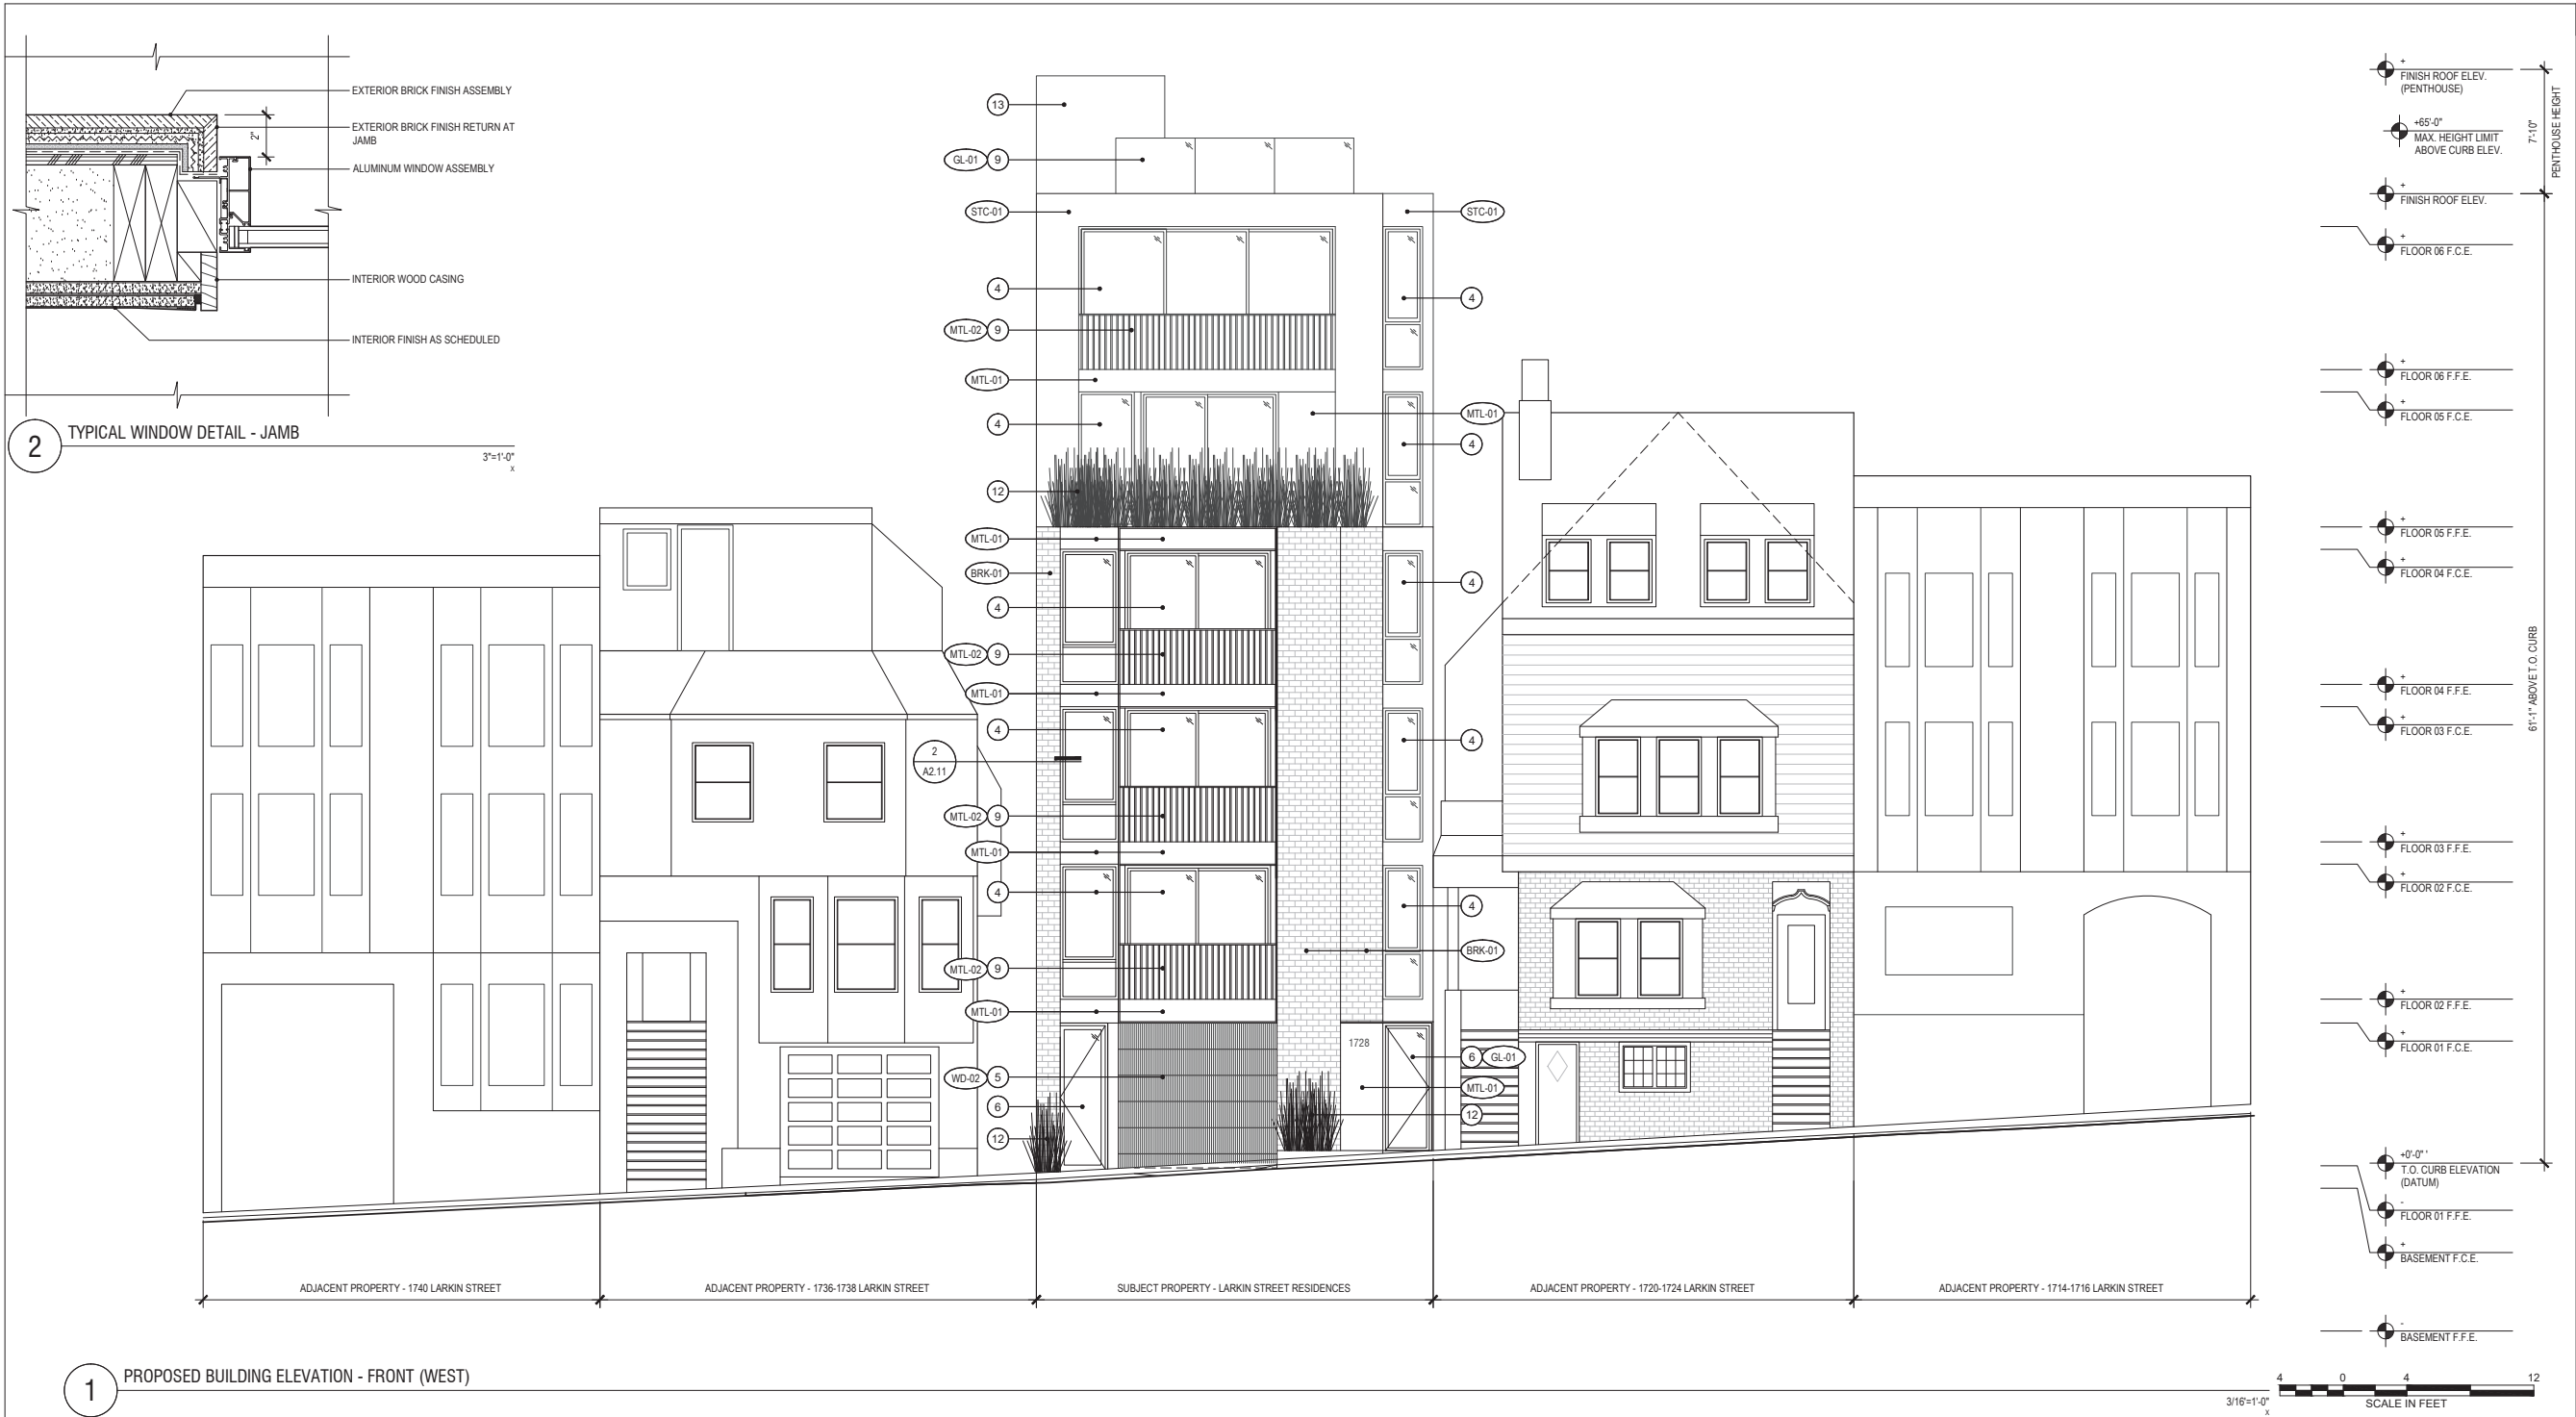 EXTERIOR BRICK FINISH ASSEMBLY
EXTERIOR BRICK FINISH RETURN AT
JAMB
2"
ALUMINUM WINDOW ASSEMBLY
INTERIOR WOOD CASING
INTERIOR FINISH AS SCHEDULED
2
TYPICAL WINDOW DETAIL - JAMB
3"=1'-0"
x
13
GL-01 9
STC-01
4
MTL-02 9
MTL-01
4
12
MTL-01
BRK-01
4
MTL-02 9
MTL-01
4
2
A2.11
MTL-02 9
MTL-01
4
MTL-02 9
MTL-01
WD-02 5
6
12
STC-01
4
MTL-01
4
4
4
4
BRK-01
1728
6 GL-01
MTL-01
12
+
FINISH ROOF ELEV.
(PENTHOUSE)
+65'-0"
MAX. HEIGHT LIMIT
ABOVE CURB ELEV.
+
FINISH ROOF ELEV.
+
FLOOR 06 F.C.E.
+
FLOOR 06 F.F.E.
+
FLOOR 05 F.C.E.
+
FLOOR 05 F.F.E.
+
FLOOR 04 F.C.E.
+
FLOOR 04 F.F.E.
+
FLOOR 03 F.C.E.
+
FLOOR 03 F.F.E.
+
FLOOR 02 F.C.E.
+
FLOOR 02 F.F.E.
+
FLOOR 01 F.C.E.
+0'-0" '
T.O. CURB ELEVATION
(DATUM)
-
FLOOR 01 F.F.E.
+
BASEMENT F.C.E.
-
BASEMENT F.F.E.
7'-10"
PENTHOUSE HEIGHT
61'-1" ABOVE T.O. CURB
ADJACENT PROPERTY - 1740 LARKIN STREET
ADJACENT PROPERTY - 1736-1738 LARKIN STREET
SUBJECT PROPERTY - LARKIN STREET RESIDENCES
ADJACENT PROPERTY - 1720-1724 LARKIN STREET
ADJACENT PROPERTY - 1714-1716 LARKIN STREET
1
PROPOSED BUILDING ELEVATION - FRONT (WEST)
3/16"=1'-0"
x
4 0 4 12
SCALE IN FEET